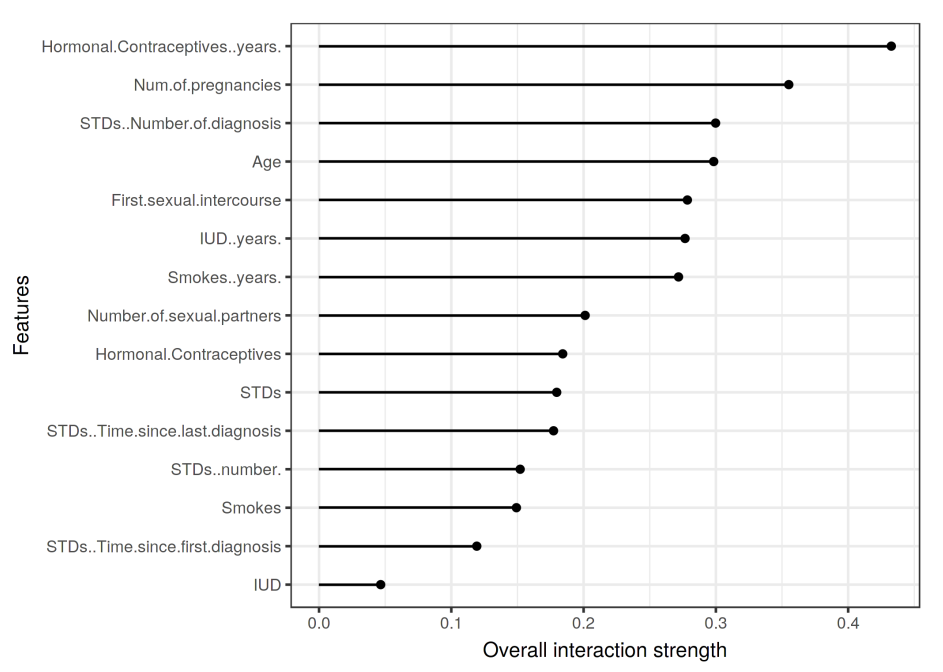 Hormonal.Contraceptives..years.
Num.of.pregnancies
STDs..Number.of.diagnosis
Age
First.sexual.intercourse
IUD..years.
Smokes..years.
Number.of.sexual.partners
Hormonal.Contraceptives
STDs
STDs..Time.since.last.diagnosis
STDs..number.
Smokes
STDs..Time.since.first.diagnosis
IUD
Features
0.0 0.1 0.2 0.3 0.4
Overall interaction strength